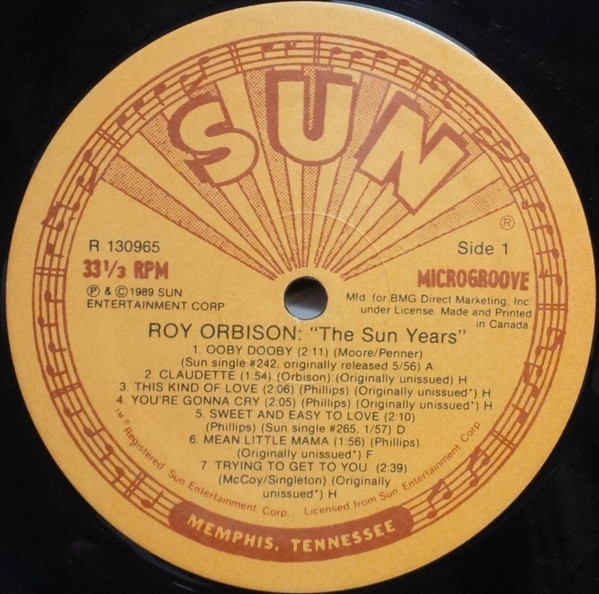 SUN
®
R 130965
Side 1
33 1/3 RPM
MICROGROOVE
℗ & © 1989 SUN
ENTERTAINMENT CORP
Mfd. for BMG Direct Marketing, Inc
under License. Made and Printed
in Canada.
ROY ORBISON: "The Sun Years"
1. OOBY DOOBY (2:11) (Moore/Penner)
(Sun single #242, originally released 5/56) A
2. CLAUDETTE (1:54) (Orbison) (Originally unissued) H
3. THIS KIND OF LOVE (2:06) (Phillips) (Originally unissued*) H
4. YOU'RE GONNA CRY (2:05) (Phillips) (Originally unissued*) H
5. SWEET AND EASY TO LOVE (2:10)
(Phillips) (Sun single #265, 1/57) D
6. MEAN LITTLE MAMA (1:56) (Phillips)
(Originally unissued*) F
7. TRYING TO GET TO YOU (2:39)
(McCoy/Singleton) (Originally
unissued*) H
Registered Sun Entertainment Corp. Licensed from Sun Entertainment Corp
MEMPHIS, TENNESSEE